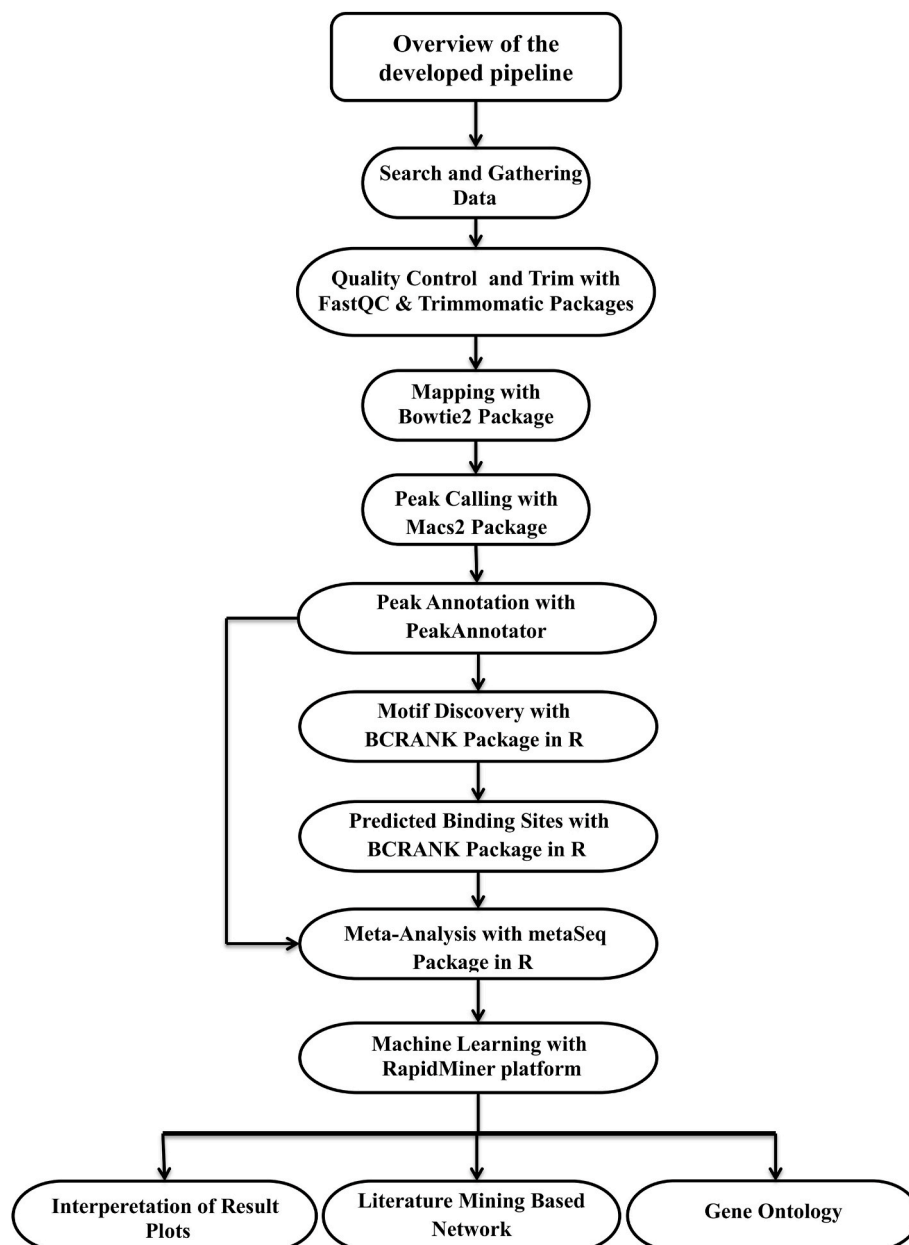 Overview of the
developed pipeline
Search and Gathering
Data
Quality Control and Trim with
FastQC & Trimmomatic Packages
Mapping with
Bowtie2 Package
Peak Calling with
Macs2 Package
Peak Annotation with
PeakAnnotator
Motif Discovery with
BCRANK Package in R
Predicted Binding Sites with
BCRANK Package in R
Meta-Analysis with metaSeq
Package in R
Machine Learning with
RapidMiner platform
Interperetation of Result
Plots
Literature Mining Based
Network
Gene Ontology